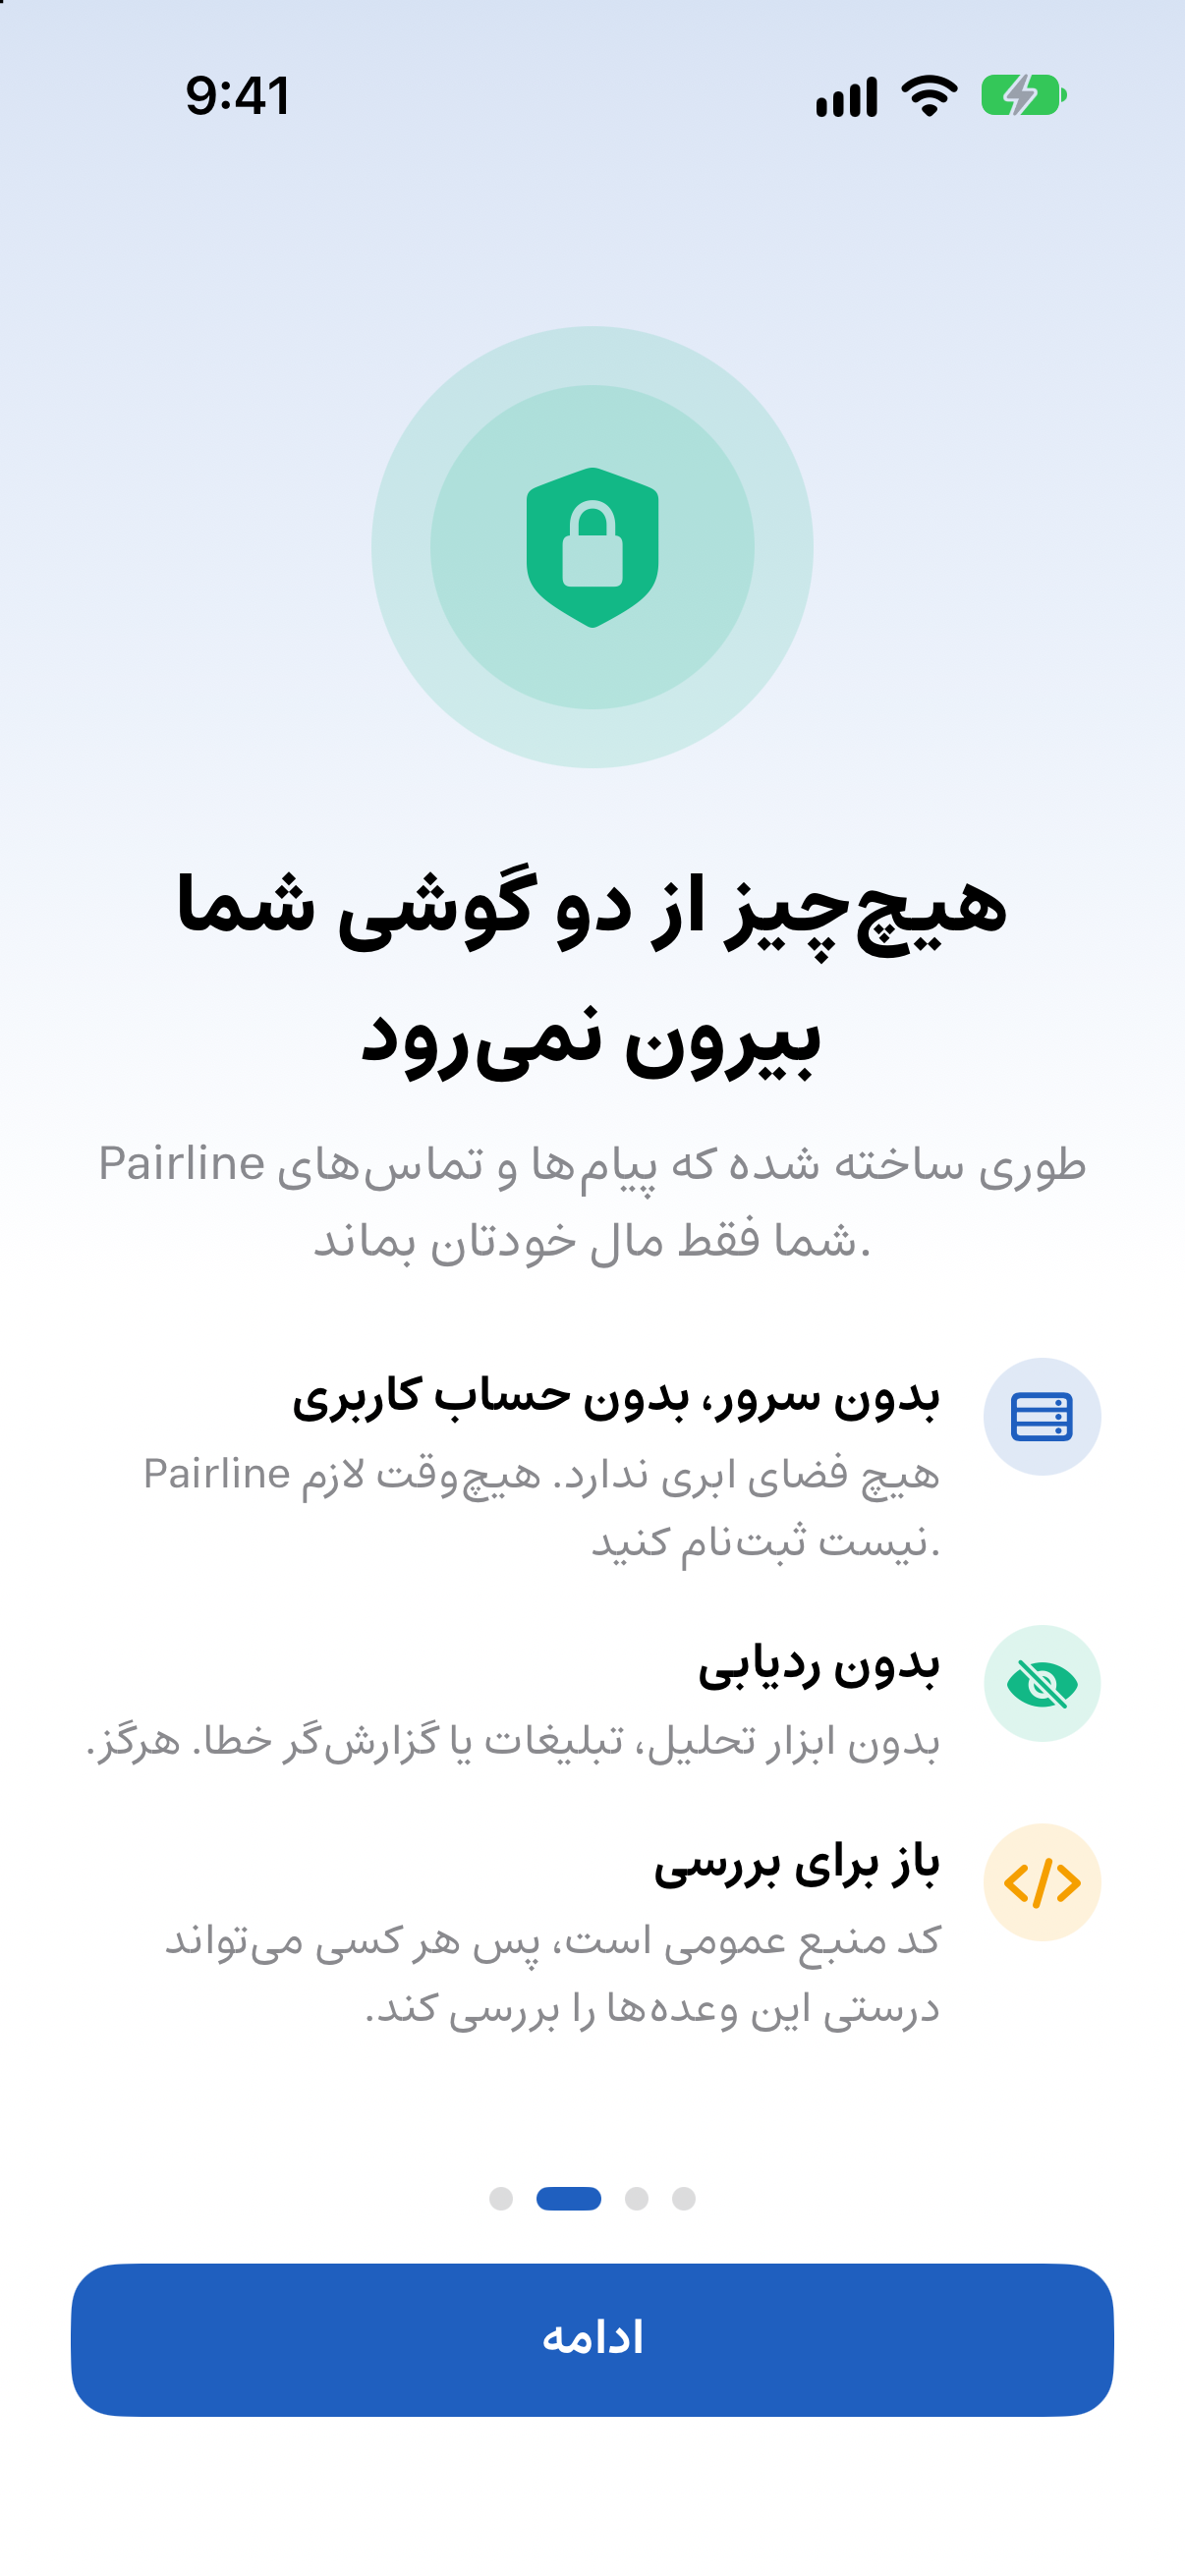 9:41
هیچ‌چیز از دو گوشی شما
بیرون نمی‌رود
Pairline طوری ساخته شده که پیام‌ها و تماس‌های
شما فقط مال خودتان بماند.
بدون سرور، بدون حساب کاربری
Pairline هیچ فضای ابری ندارد. هیچ‌وقت لازم
نیست ثبت‌نام کنید.
بدون ردیابی
بدون ابزار تحلیل، تبلیغات یا گزارش‌گر خطا. هرگز.
باز برای بررسی
کد منبع عمومی است، پس هر کسی می‌تواند
درستی این وعده‌ها را بررسی کند.
ادامه